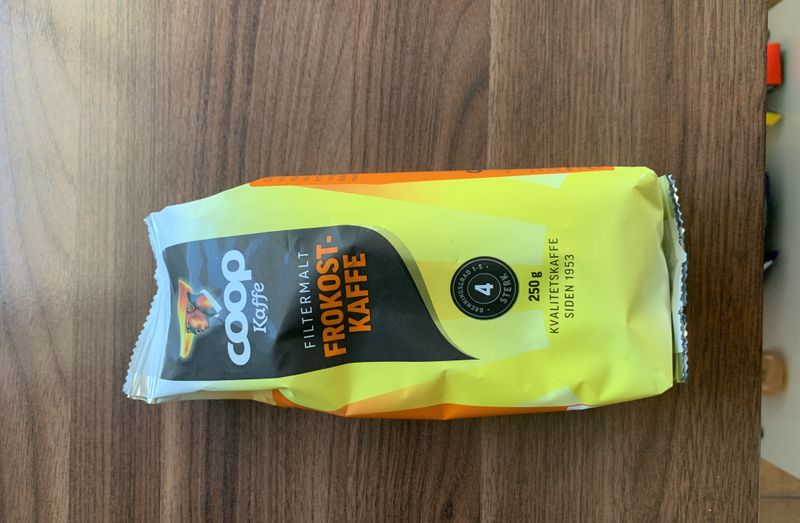 coop
Kaffe
FILTERMALT
FROKOST-
KAFFE
BRENNINGSGRAD 1-5
4
STERK
250 g
KVALITETSKAFFE
SIDEN 1953